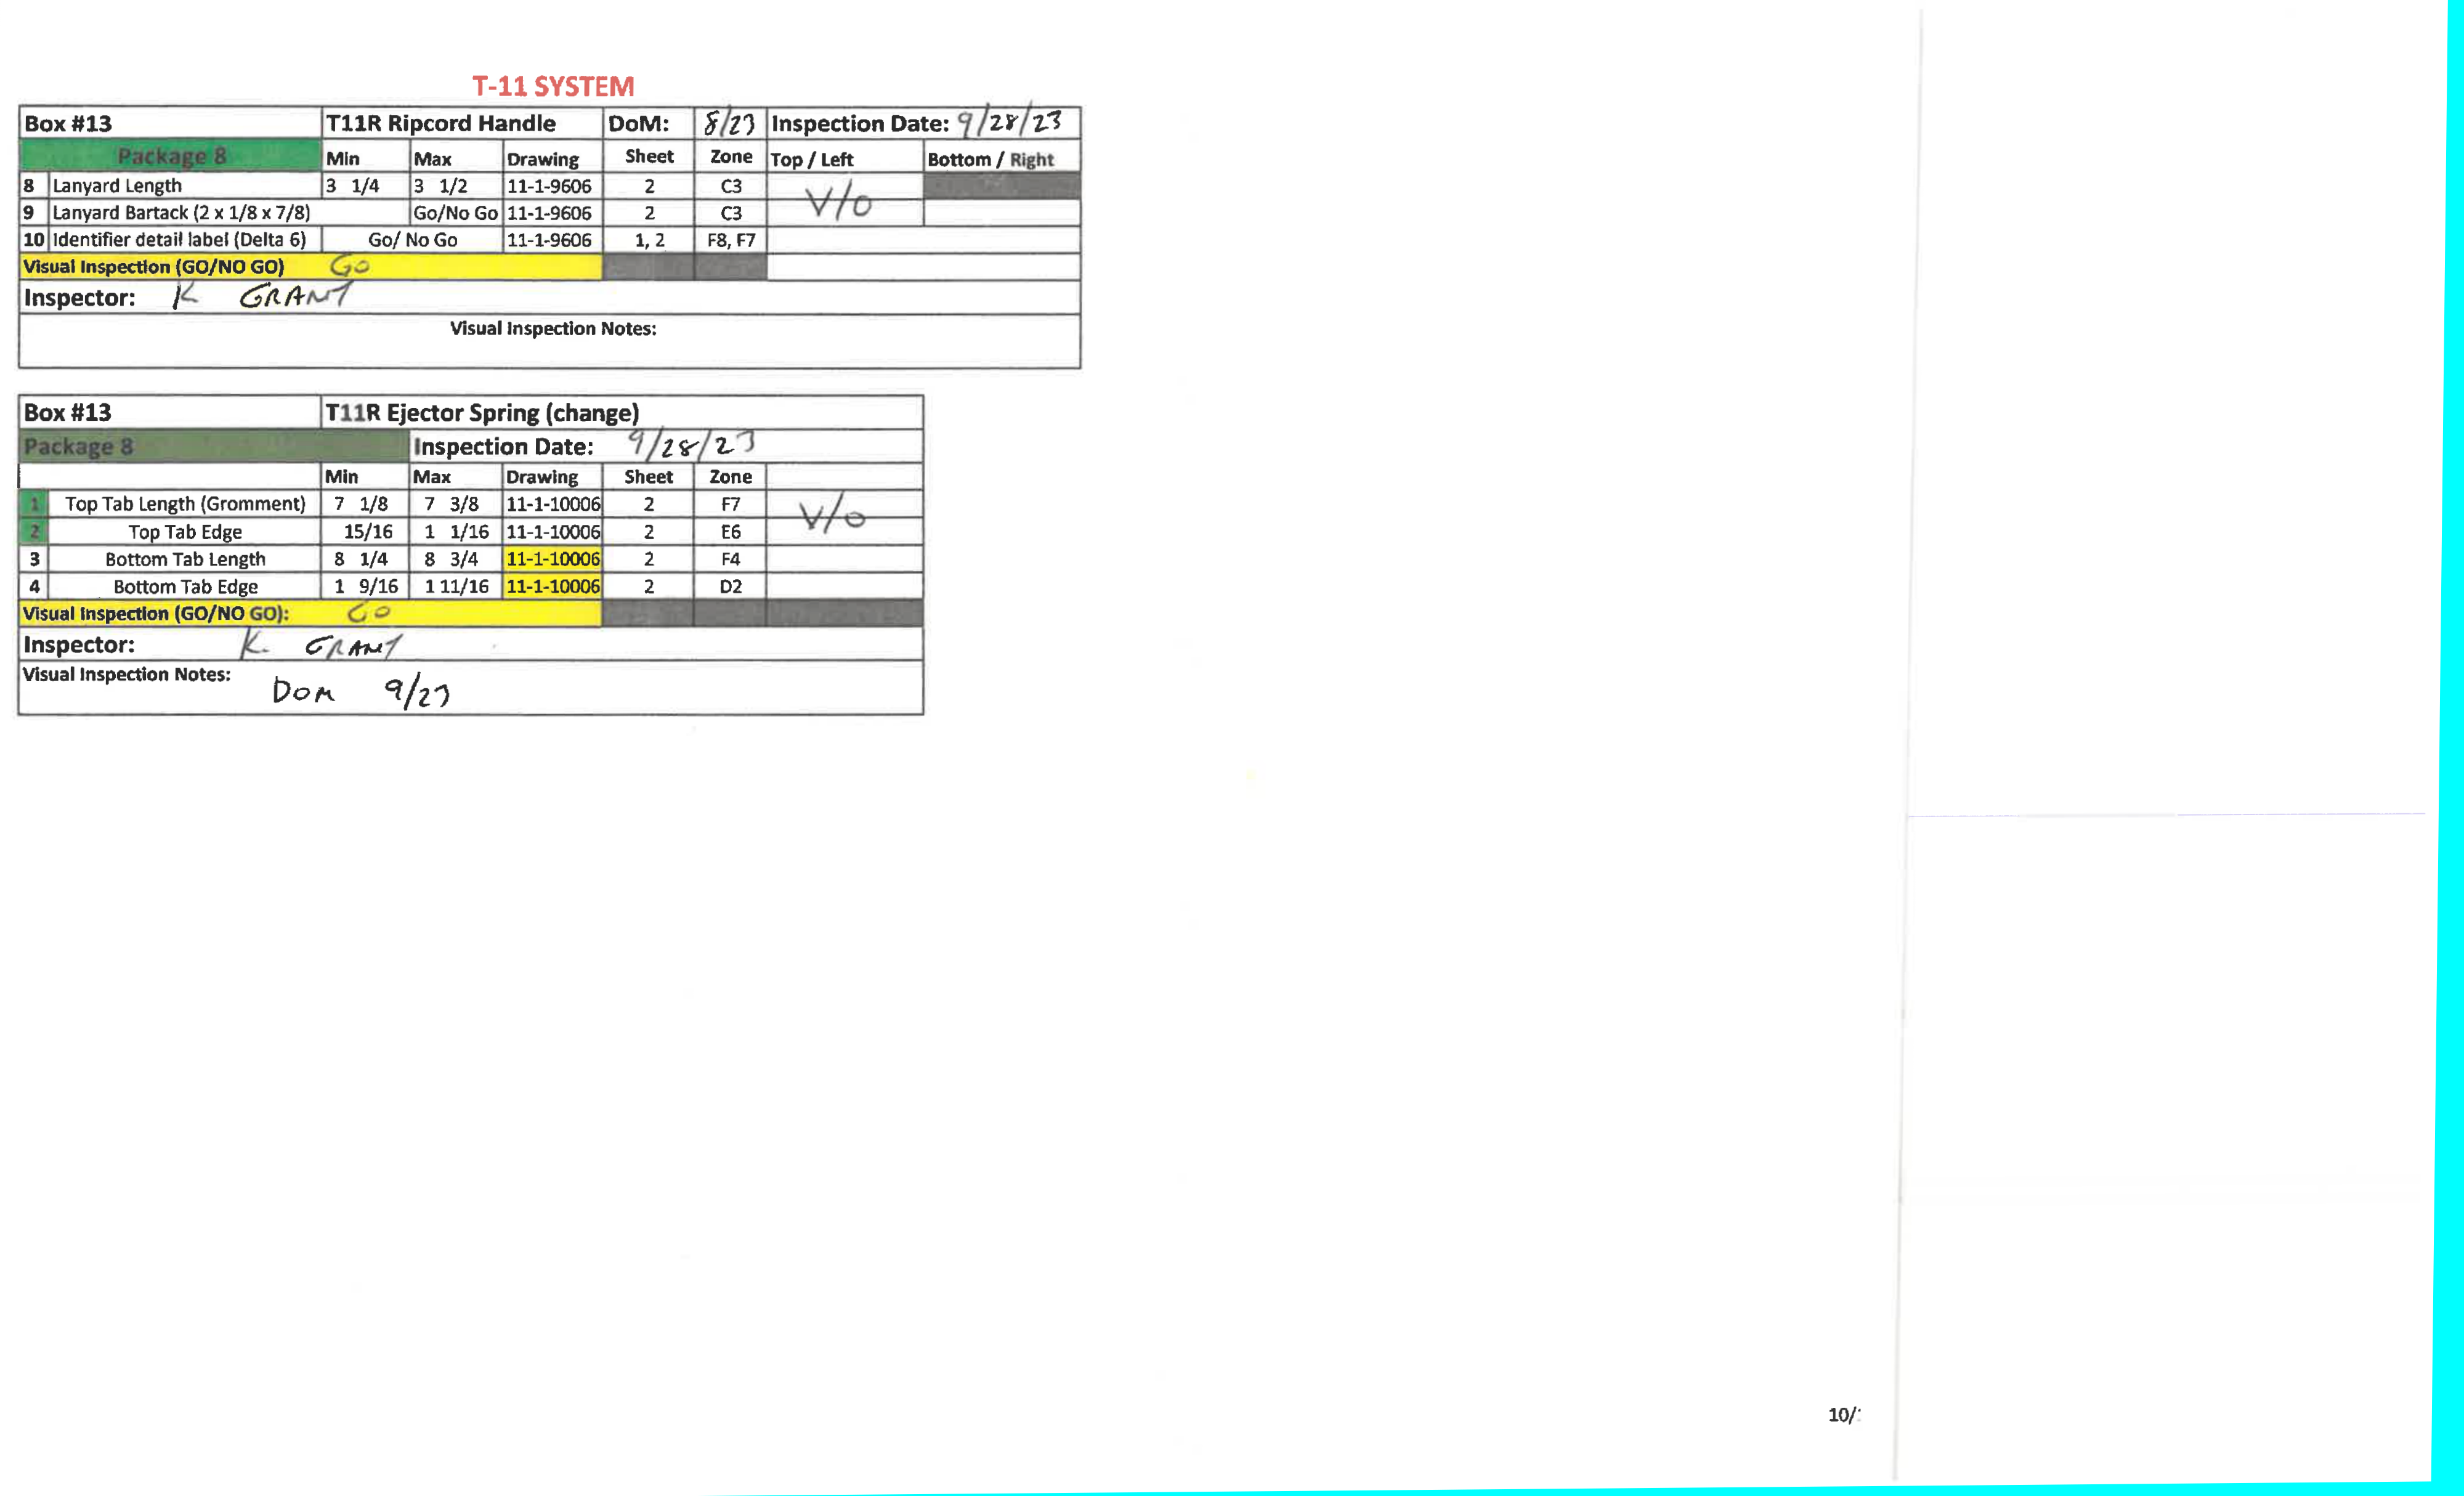 T-11 SYSTEM
Box #13 T11R Ripcord Handle DoM: 8/23 Inspection Date: 9/28/23
Package 8 Min Max Drawing Sheet Zone Top / Left Bottom / Right
8 Lanyard Length 3 1/4 3 1/2 11-1-9606 2 C3 V/O
9 Lanyard Bartack (2 x 1/8 x 7/8) Go/No Go 11-1-9606 2 C3
10 Identifier detail label (Delta 6) Go/ No Go 11-1-9606 1, 2 F8, F7
Visual Inspection (GO/NO GO) GO
Inspector: K GRANT
Visual Inspection Notes:
Box #13 T11R Ejector Spring (change)
Package 8 Inspection Date: 9/28/23
Min Max Drawing Sheet Zone
1 Top Tab Length (Gromment) 7 1/8 7 3/8 11-1-10006 2 F7 V/O
2 Top Tab Edge 15/16 1 1/16 11-1-10006 2 E6
3 Bottom Tab Length 8 1/4 8 3/4 11-1-10006 2 F4
4 Bottom Tab Edge 1 9/16 1 11/16 11-1-10006 2 D2
Visual Inspection (GO/NO GO): GO
Inspector: K. GRANT
Visual Inspection Notes: DOM 9/23
10/